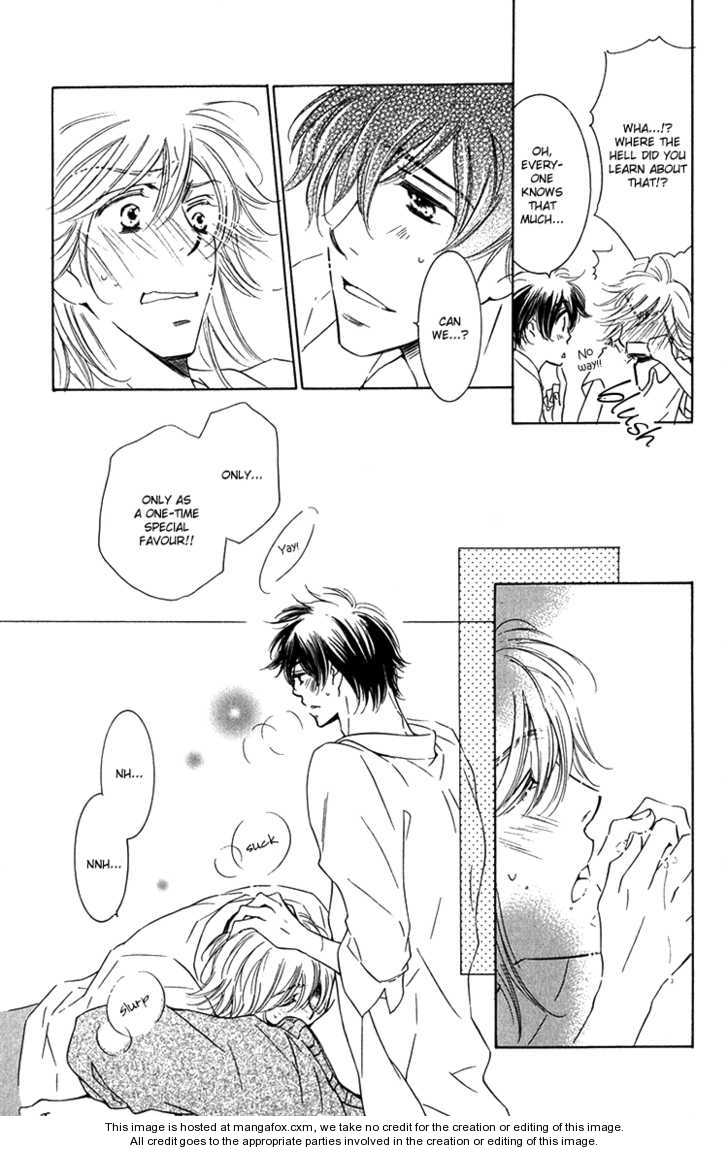 WHA...!?
WHERE THE
HELL DID YOU
LEARN ABOUT
THAT!?
OH,
EVERY-
ONE
KNOWS
THAT
MUCH...
No
way!!
blush
CAN
WE...?
ONLY...
ONLY AS
A ONE-TIME
SPECIAL
FAVOUR!!
Yay!
NH...
NNH...
suck
slurp
This image is hosted at mangafox.cxm, we take no credit for the creation or editing of this image.
All credit goes to the appropriate parties involved in the creation or editing of this image.